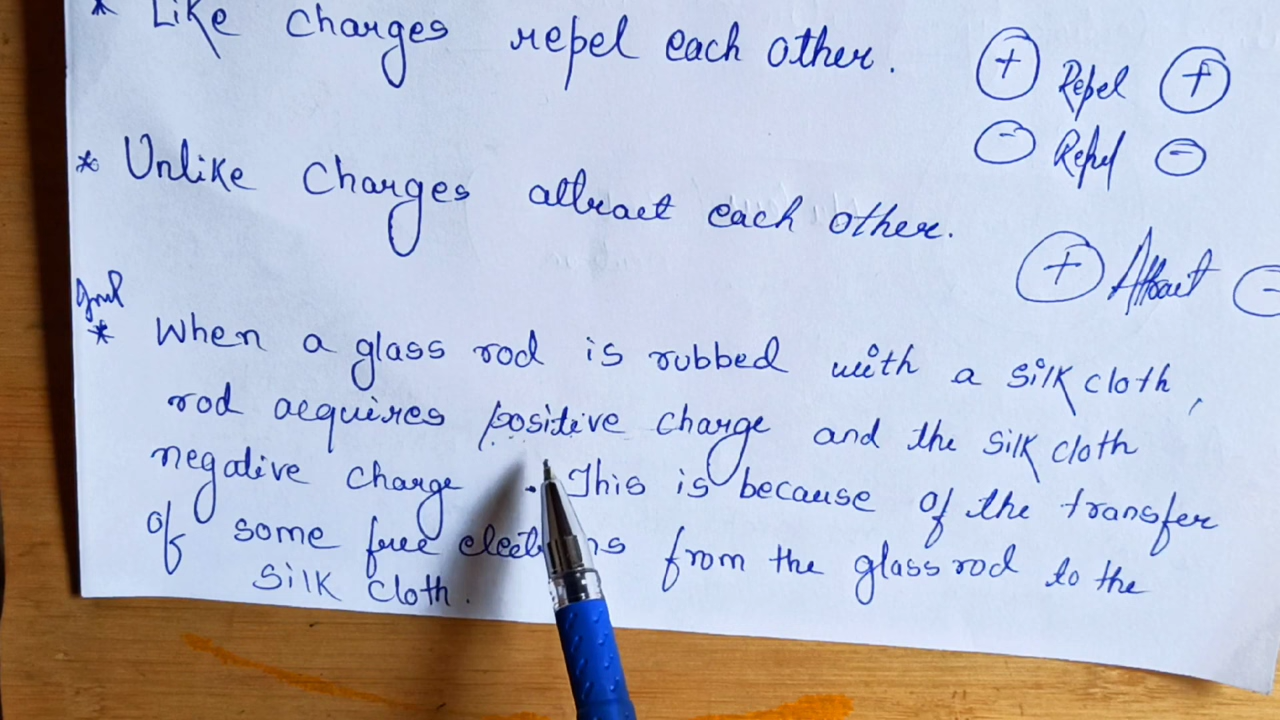 * Like charges repel each other.
+ Repel +
- Repel -
* Unlike charges attract each other.
+ Attract -
* When a glass rod is rubbed with a silk cloth,
rod acquires positive charge and the silk cloth
negative charge. This is because of the transfer
of some free electrons from the glass rod to the
silk cloth.